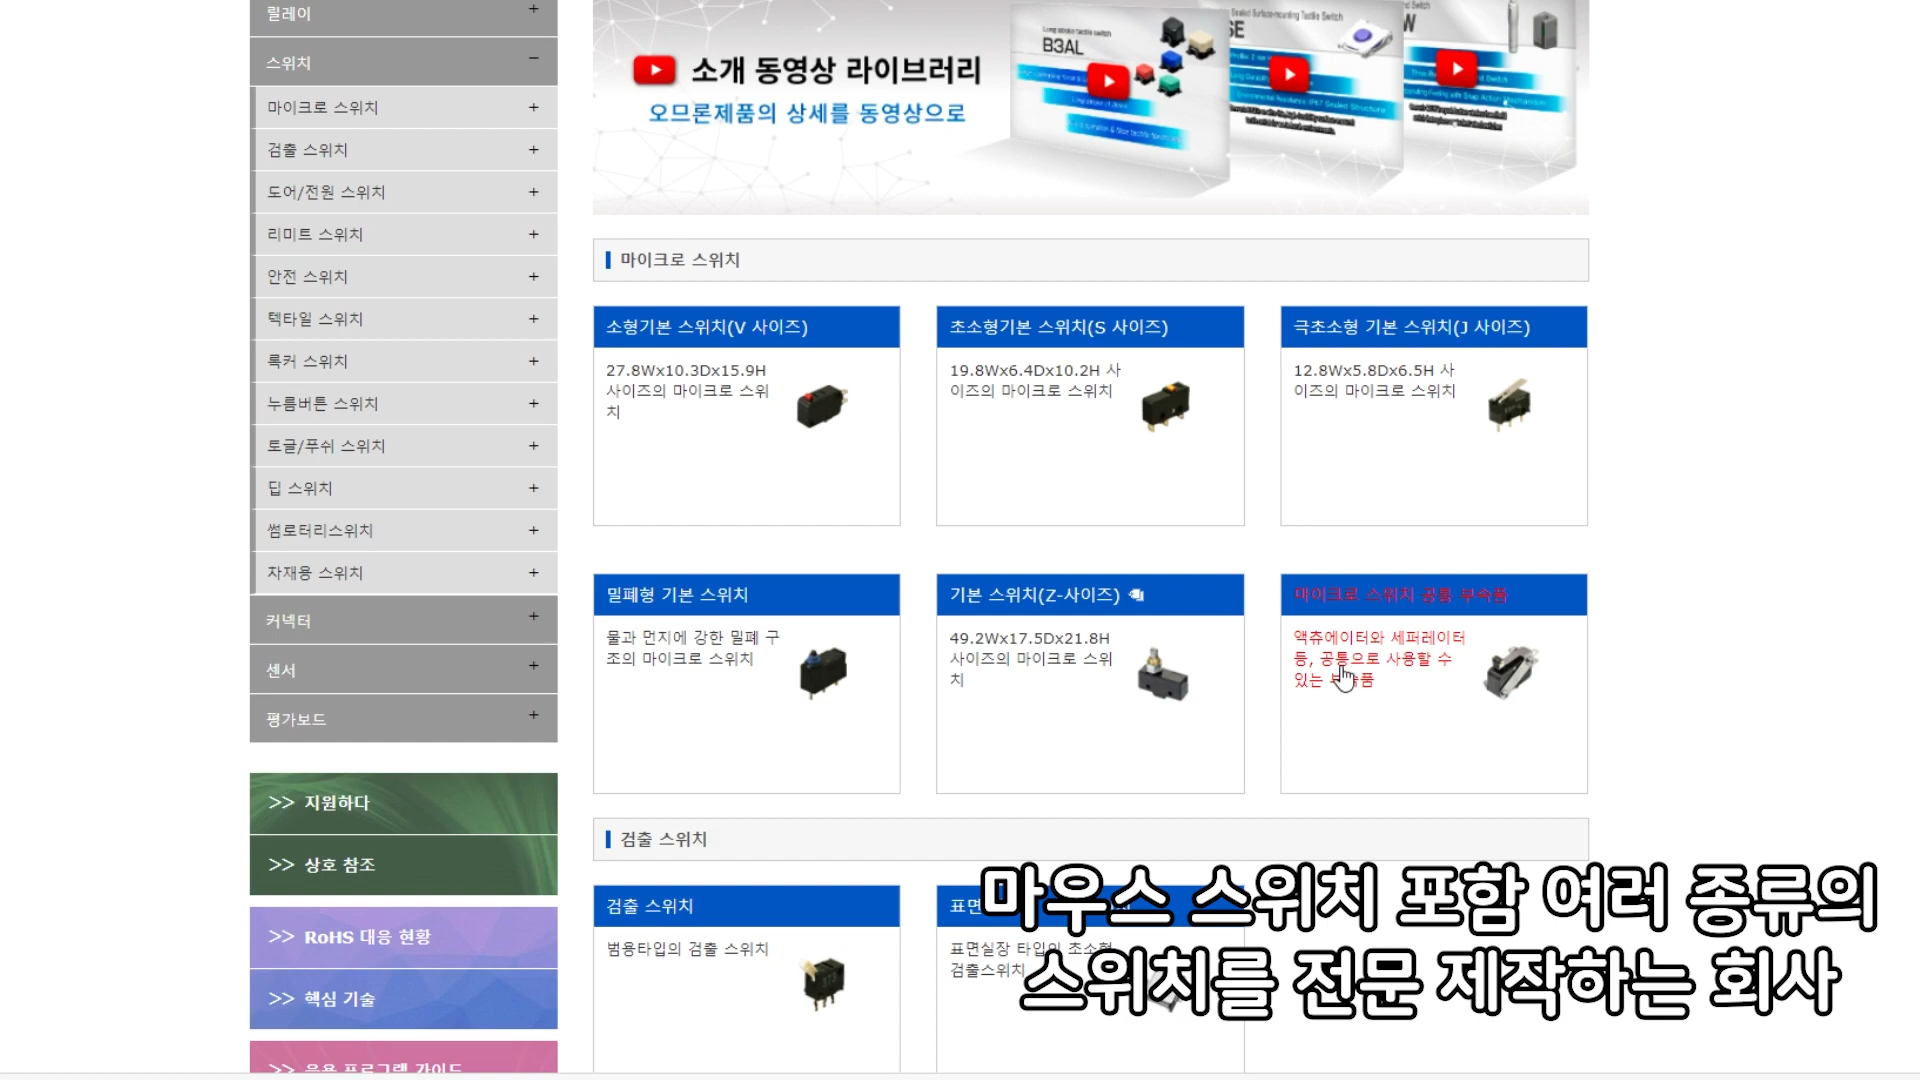 릴레이
+
스위치
−
마이크로 스위치
+
검출 스위치
+
도어/전원 스위치
+
리미트 스위치
+
안전 스위치
+
텍타일 스위치
+
록커 스위치
+
누름버튼 스위치
+
토글/푸쉬 스위치
+
딥 스위치
+
썸로터리스위치
+
차재용 스위치
+
커넥터
+
센서
+
평가보드
+
>> 지원하다
>> 상호 참조
>> RoHS 대응 현황
>> 핵심 기술
>> 응용 프로그램 가이드
소개 동영상 라이브러리
오므론제품의 상세를 동영상으로
Long stroke tactile switch
B3AL
Sealed Surface-mounting Tactile Switch
마이크로 스위치
소형기본 스위치(V 사이즈)
27.8Wx10.3Dx15.9H
사이즈의 마이크로 스위
치
초소형기본 스위치(S 사이즈)
19.8Wx6.4Dx10.2H 사
이즈의 마이크로 스위치
극초소형 기본 스위치(J 사이즈)
12.8Wx5.8Dx6.5H 사
이즈의 마이크로 스위치
밀폐형 기본 스위치
물과 먼지에 강한 밀폐 구
조의 마이크로 스위치
기본 스위치(Z-사이즈)
49.2Wx17.5Dx21.8H
사이즈의 마이크로 스위
치
마이크로 스위치 공통 부속품
액츄에이터와 세퍼레이터
등, 공통으로 사용할 수
있는 부속품
검출 스위치
검출 스위치
범용타입의 검출 스위치
표면실장 타입의 초소형
검출스위치
마우스 스위치 포함 여러 종류의
스위치를 전문 제작하는 회사